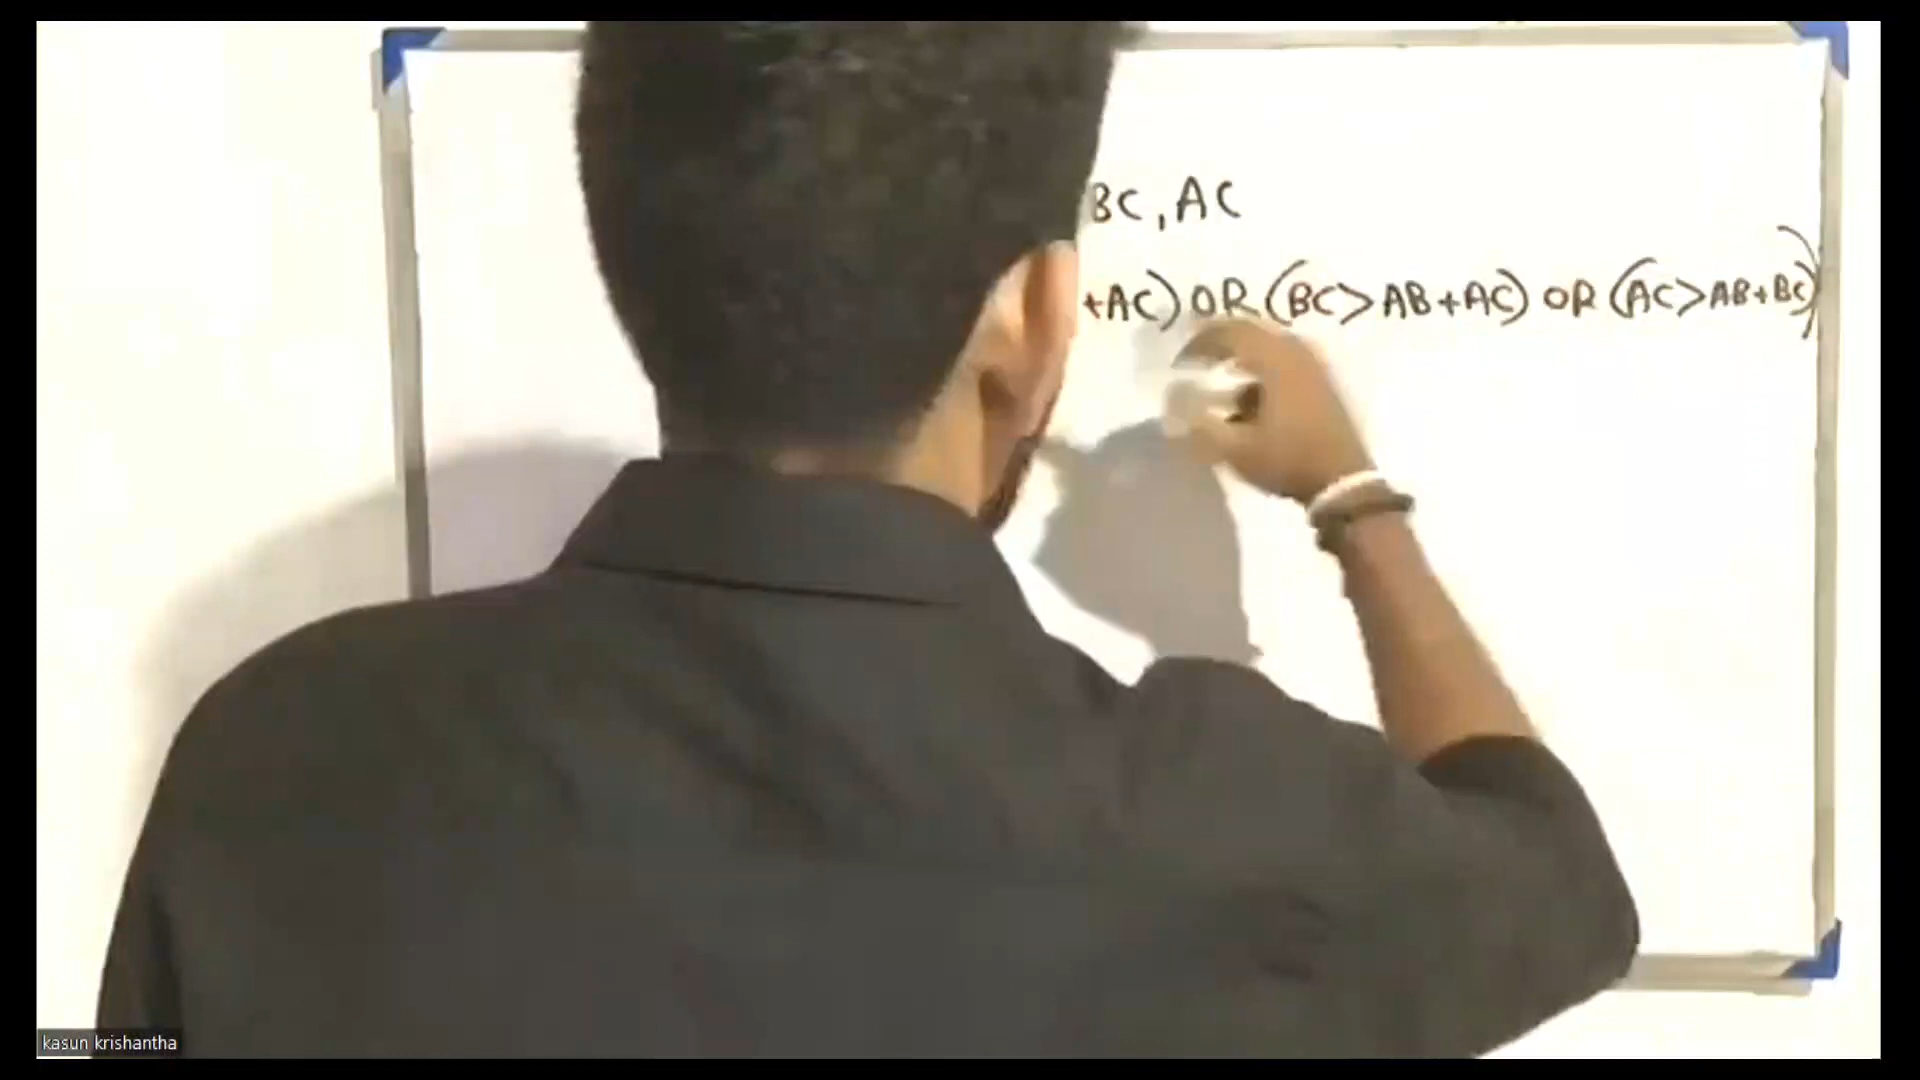 BC, AC
+AC) OR (BC>AB+AC) OR (AC>AB+BC))
kasun krishantha